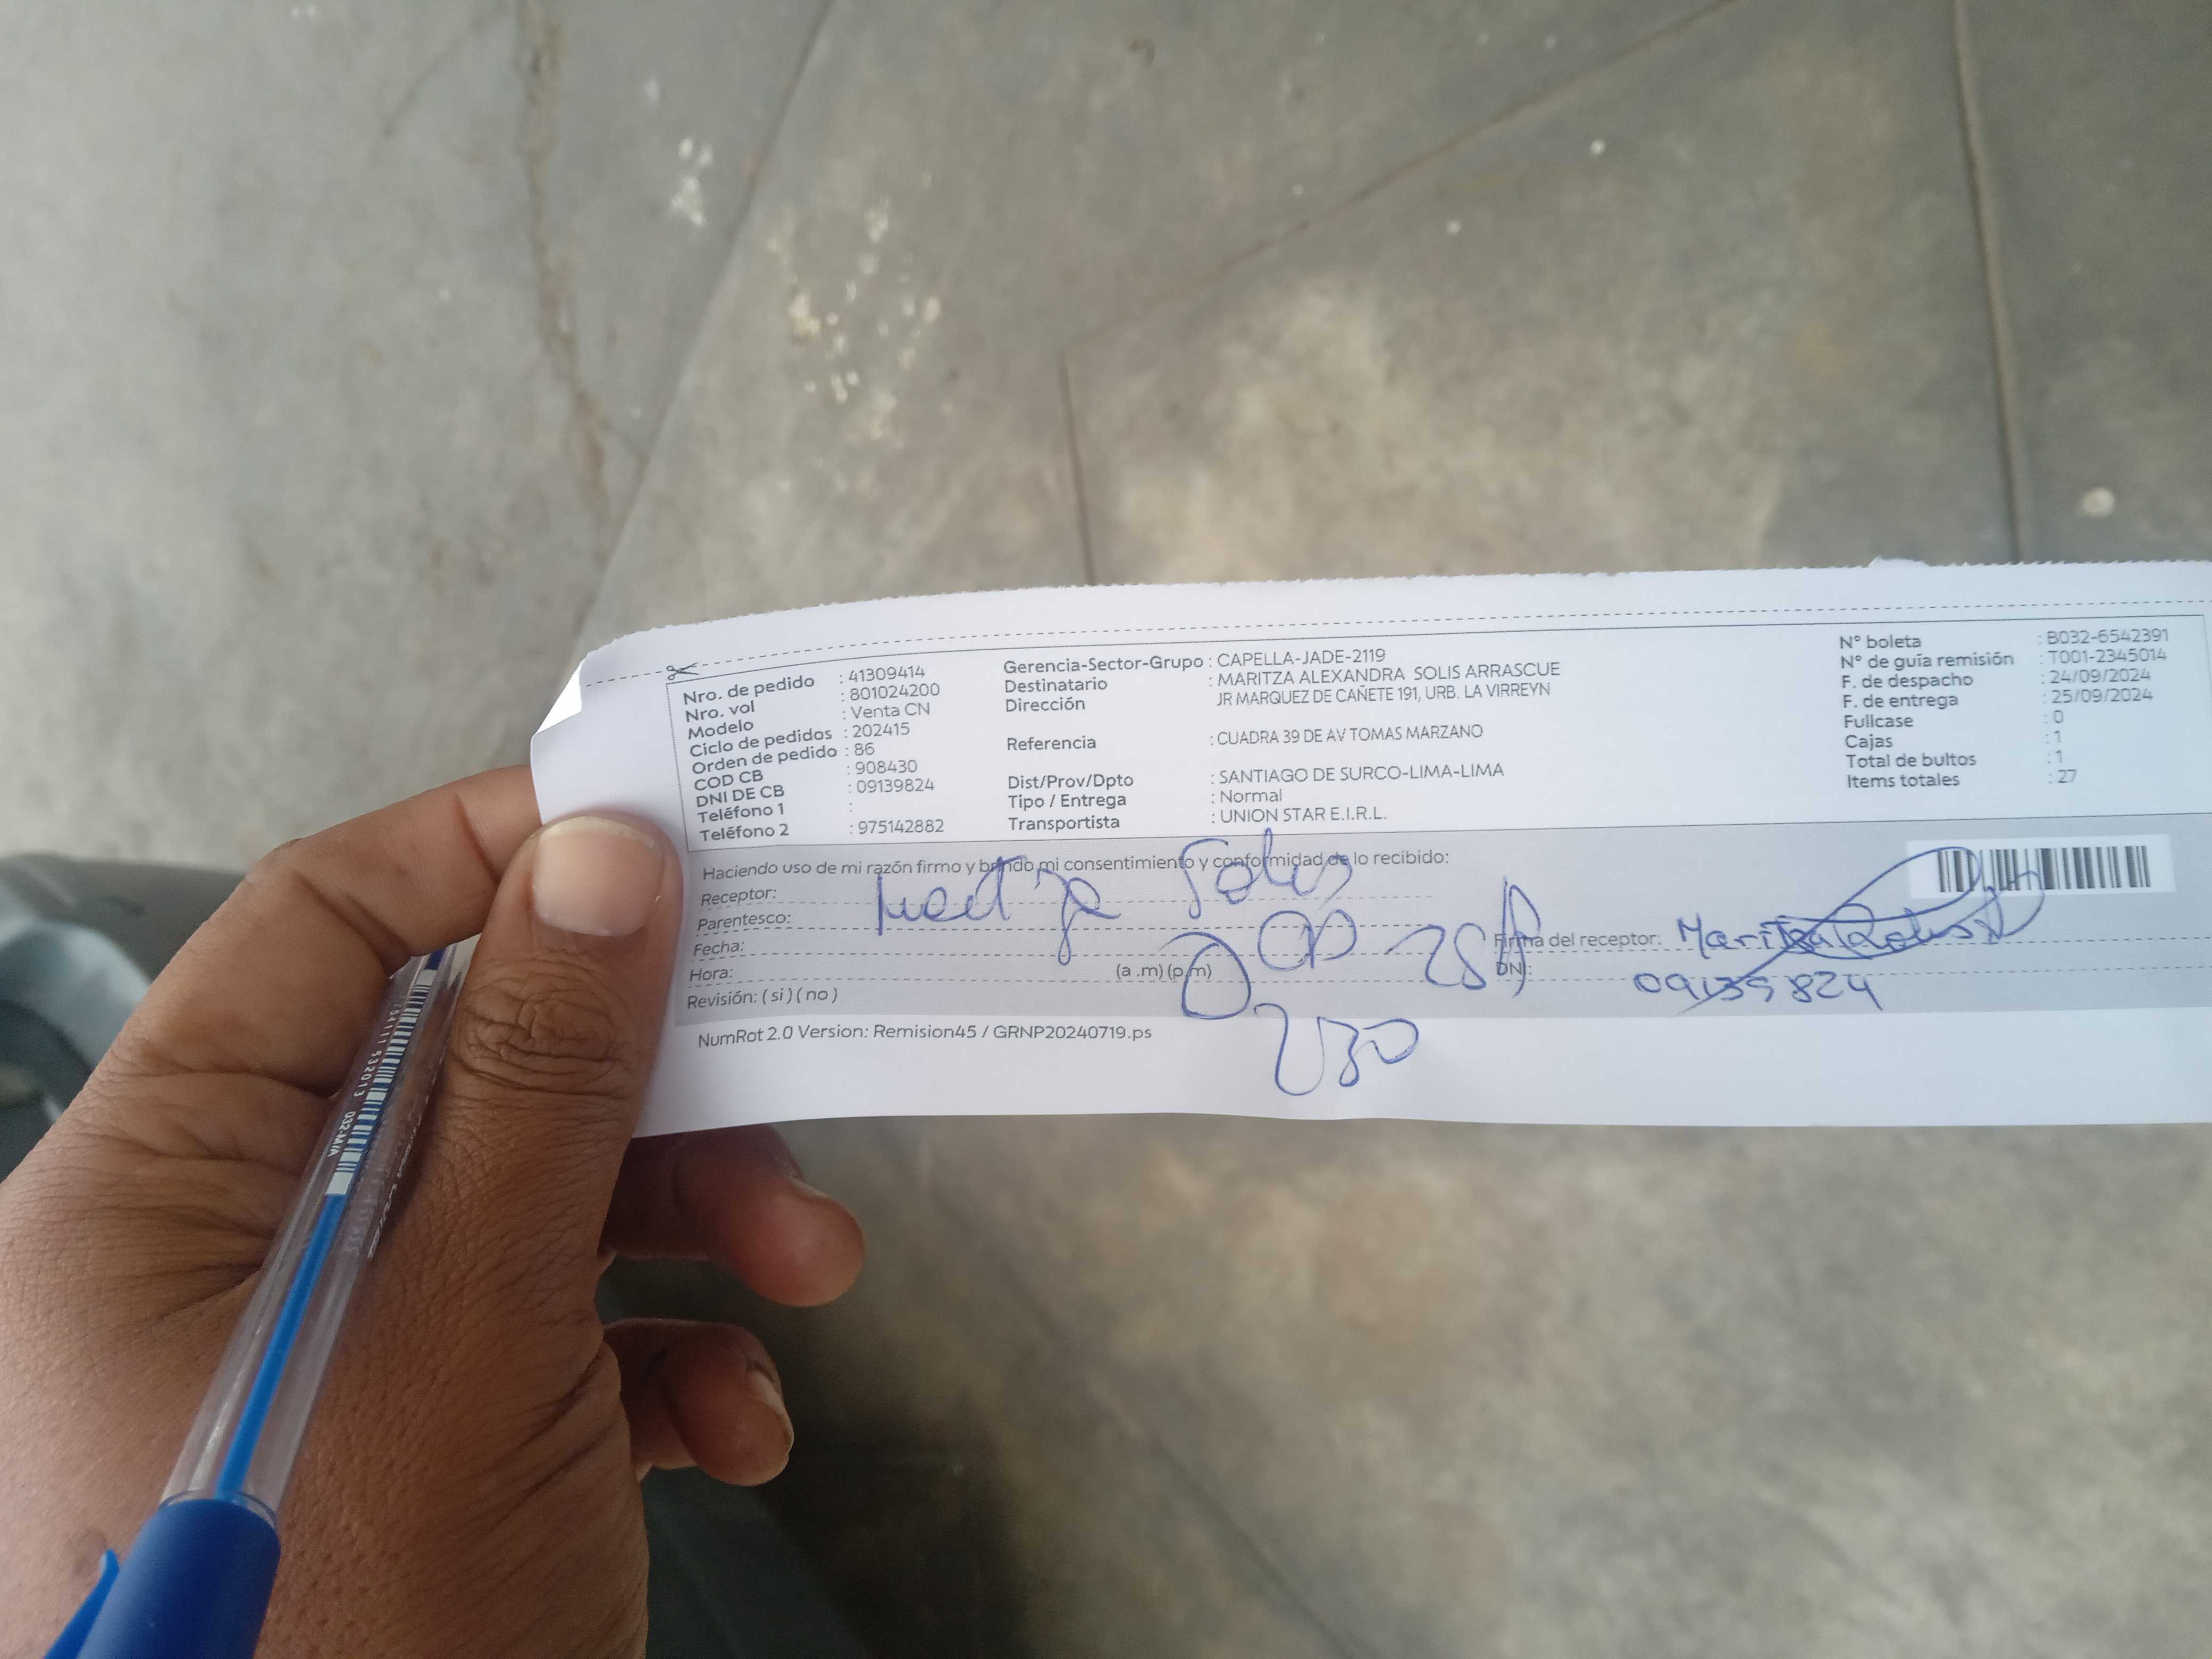 Nro. de pedido : 41309414
Nro. vol : 801024200
Modelo : Venta CN
Ciclo de pedidos : 202415
Orden de pedido : 86
COD CB : 908430
DNI DE CB : 09139824
Teléfono 1 :
Teléfono 2 : 975142882
Gerencia-Sector-Grupo : CAPELLA-JADE-2119
Destinatario : MARITZA ALEXANDRA SOLIS ARRASCUE
Dirección JR MARQUEZ DE CAÑETE 191, URB. LA VIRREYN
Referencia : CUADRA 39 DE AV TOMAS MARZANO
Dist/Prov/Dpto : SANTIAGO DE SURCO-LIMA-LIMA
Tipo / Entrega : Normal
Transportista : UNION STAR E.I.R.L.
N° boleta : B032-6542391
N° de guía remisión : T001-2345014
F. de despacho : 24/09/2024
F. de entrega : 25/09/2024
Fullcase : 0
Cajas : 1
Total de bultos : 1
Items totales : 27
Haciendo uso de mi razón firmo y brindo mi consentimiento y conformidad de lo recibido:
Receptor:
Parentesco: Solis
Fecha:
Hora: (a .m) (p.m)
Revisión: ( si ) ( no )
230
Firma del receptor: Maritza Solis A
DNI: 09139824
NumRot 2.0 Version: Remision45 / GRNP20240719.ps
032-M/A